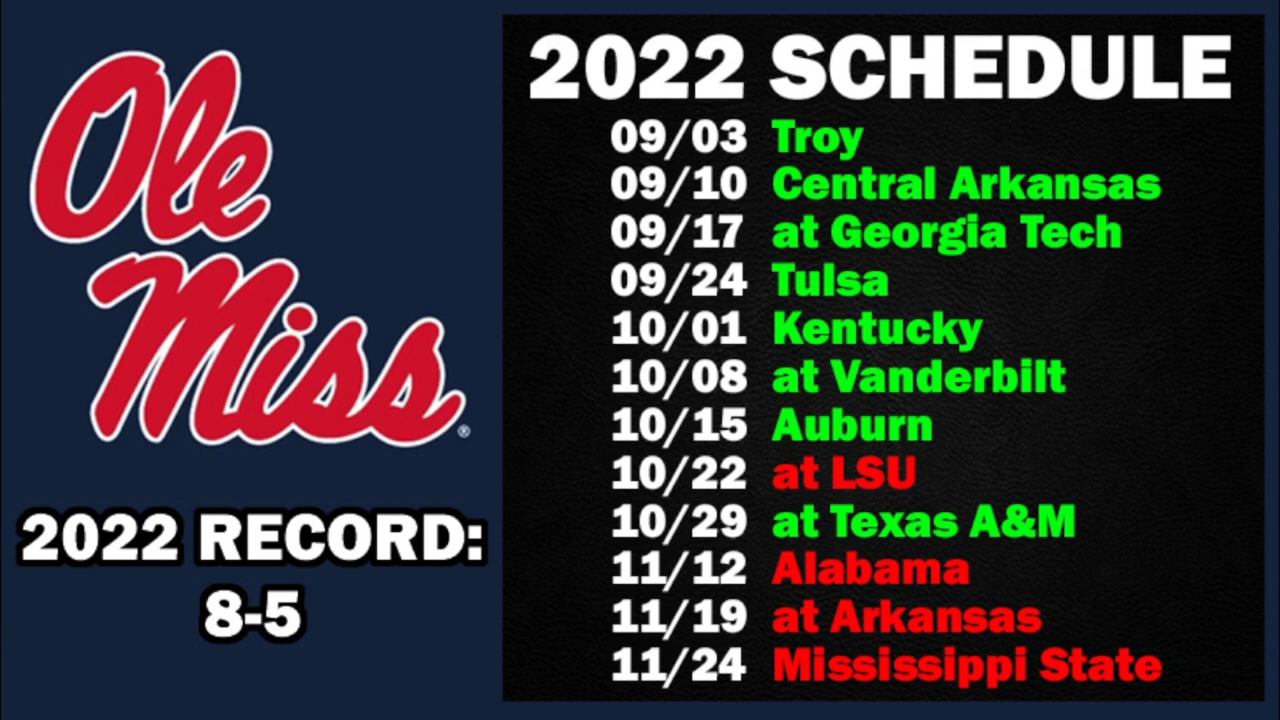 Ole
Miss®
2022 RECORD:
8-5
2022 SCHEDULE
09/03 Troy
09/10 Central Arkansas
09/17 at Georgia Tech
09/24 Tulsa
10/01 Kentucky
10/08 at Vanderbilt
10/15 Auburn
10/22 at LSU
10/29 at Texas A&M
11/12 Alabama
11/19 at Arkansas
11/24 Mississippi State